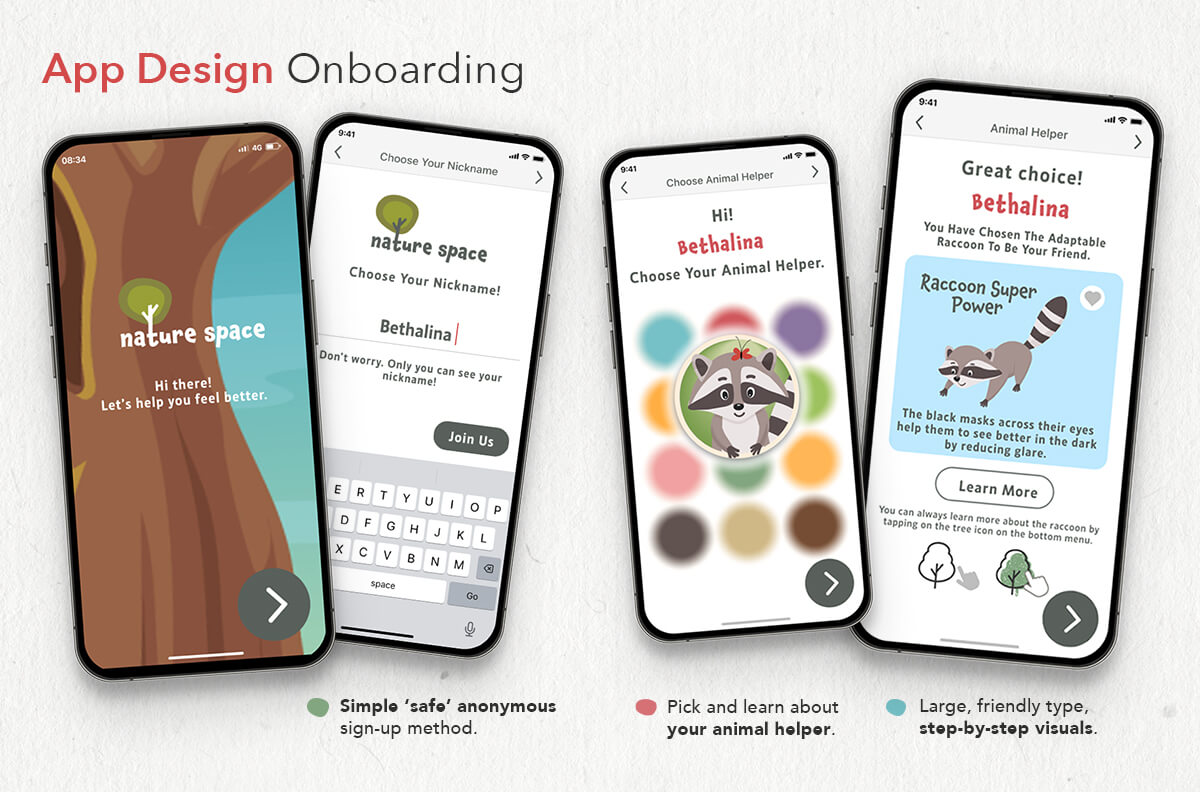 App Design Onboarding
08:34
4G
nature space
Hi there!
Let's help you feel better.
9:41
Choose Your Nickname
nature space
Choose Your Nickname!
Bethalina
Don't worry. Only you can see your
nickname!
Join Us
E R T Y U I O P
D F G H J K L
X C V B N M
space
Go
9:41
Choose Animal Helper
Hi!
Bethalina
Choose Your Animal Helper.
9:41
Animal Helper
Great choice!
Bethalina
You Have Chosen The Adaptable
Raccoon To Be Your Friend.
Raccoon Super
Power
The black masks across their eyes
help them to see better in the dark
by reducing glare.
Learn More
You can always learn more about the raccoon by
tapping on the tree icon on the bottom menu.
Simple ‘safe’ anonymous
sign-up method.
Pick and learn about
your animal helper.
Large, friendly type,
step-by-step visuals.